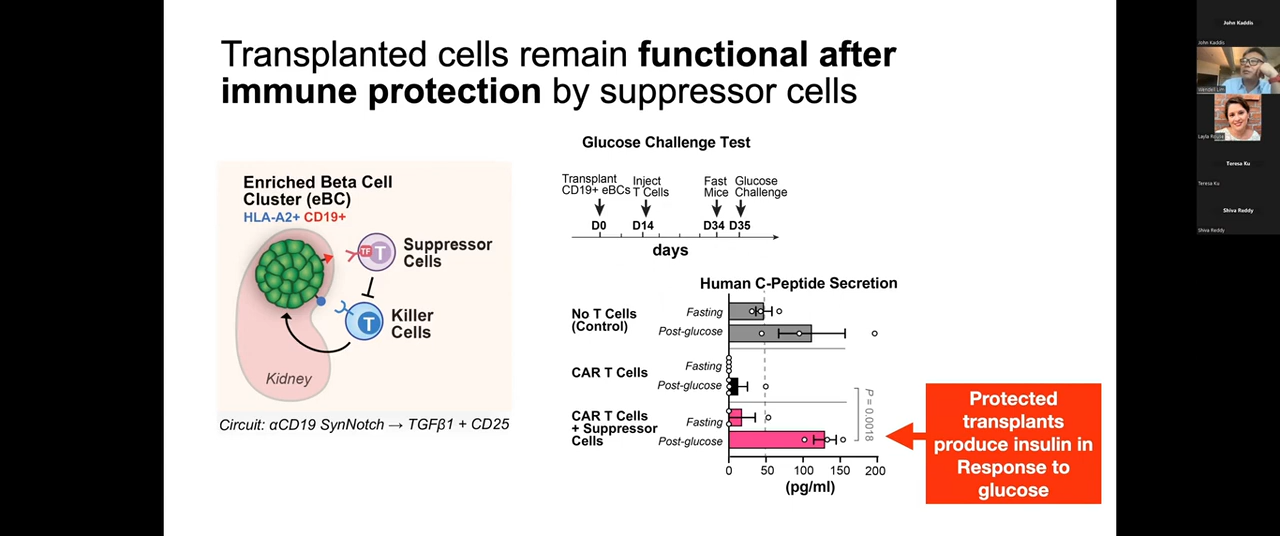 Transplanted cells remain functional after
immune protection by suppressor cells
Enriched Beta Cell
Cluster (eBC)
HLA-A2+ CD19+
TF
T
Suppressor
Cells
T
Killer
Cells
Kidney
Circuit: αCD19 SynNotch → TGFβ1 + CD25
Glucose Challenge Test
Transplant
CD19+ eBCs
Inject
T Cells
Fast
Mice
Glucose
Challenge
D0
D14
D34
D35
days
Human C-Peptide Secretion
No T Cells
(Control)
Fasting
Post-glucose
CAR T Cells
Fasting
Post-glucose
CAR T Cells
+ Suppressor
Cells
Fasting
Post-glucose
P = 0.0018
0 50 100 150 200
(pg/ml)
Protected
transplants
produce insulin in
Response to
glucose
John Kaddis
John Kaddis
Wendell Lim
Layla
Teresa Ku
Teresa Ku
Shiva Reddy
Shiva Reddy